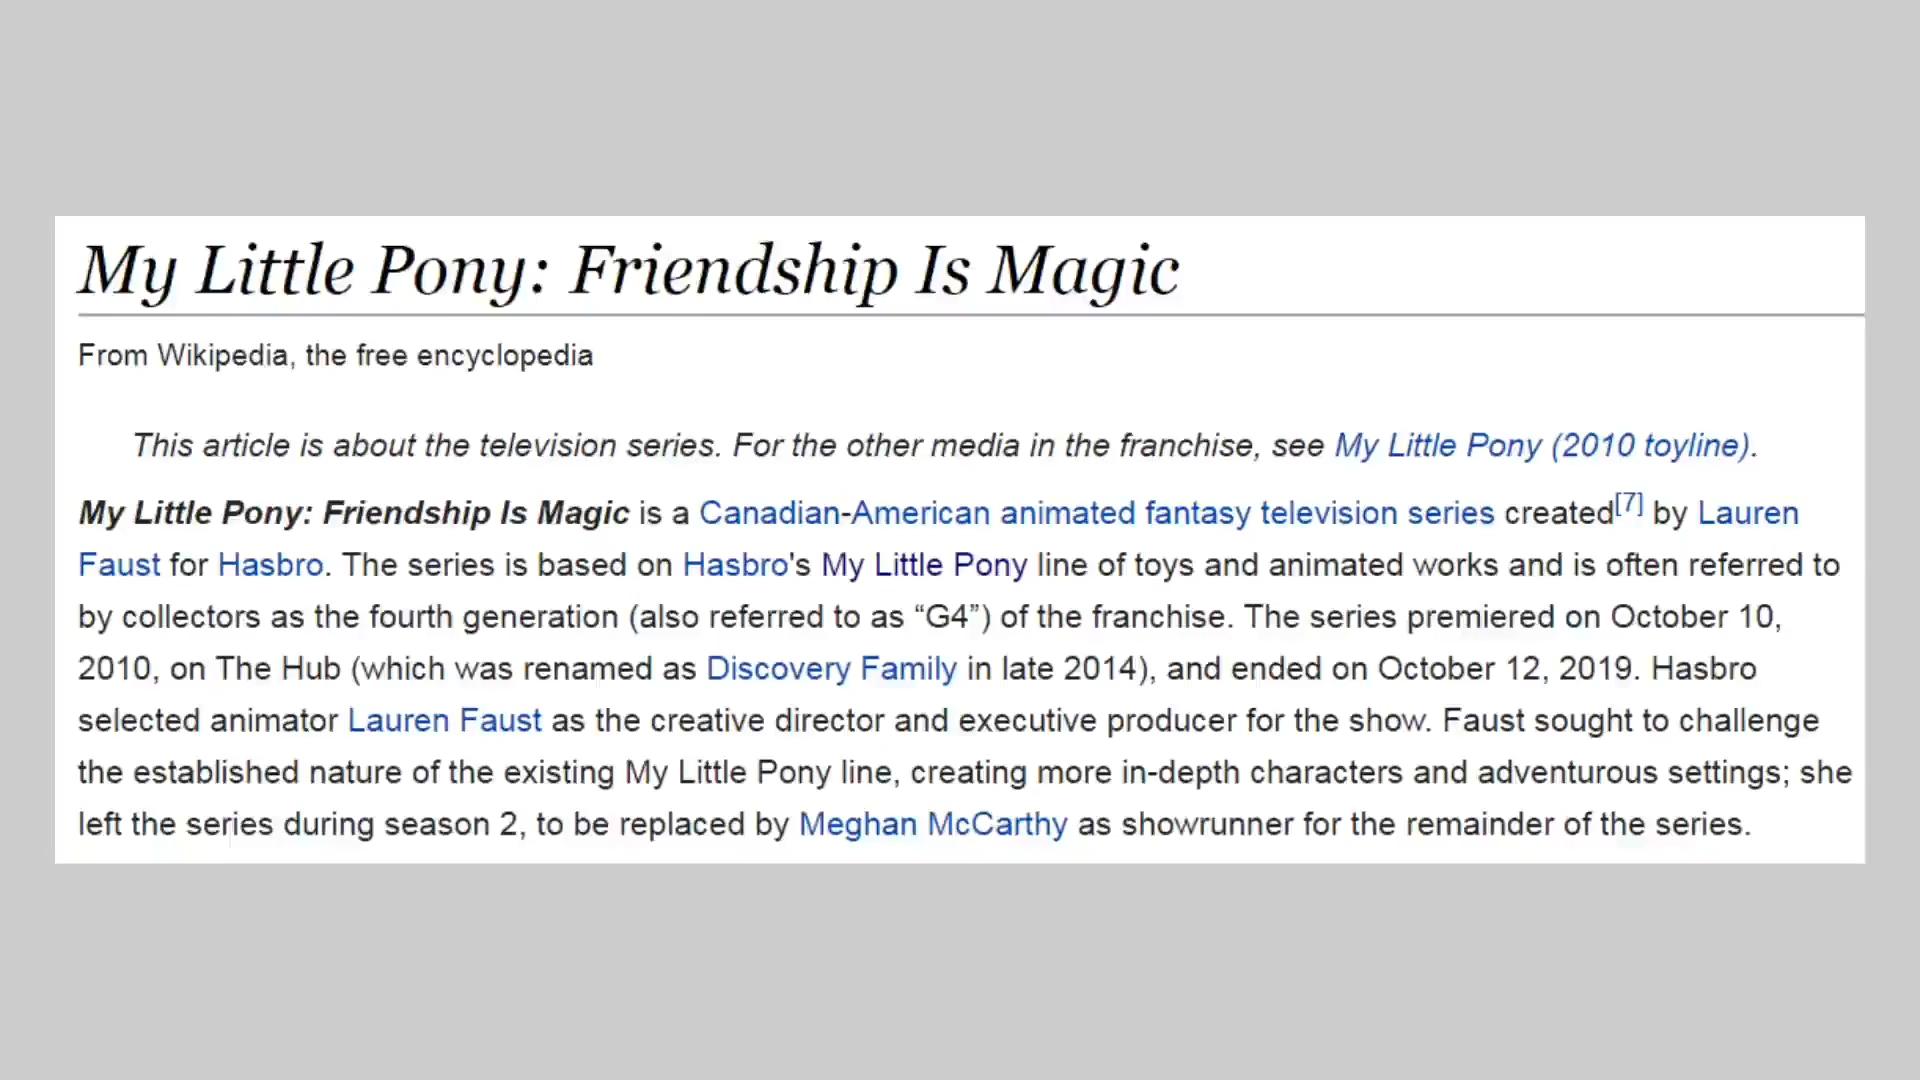 My Little Pony: Friendship Is Magic
From Wikipedia, the free encyclopedia
This article is about the television series. For the other media in the franchise, see My Little Pony (2010 toyline).
My Little Pony: Friendship Is Magic is a Canadian-American animated fantasy television series created[7] by Lauren
Faust for Hasbro. The series is based on Hasbro's My Little Pony line of toys and animated works and is often referred to
by collectors as the fourth generation (also referred to as “G4”) of the franchise. The series premiered on October 10,
2010, on The Hub (which was renamed as Discovery Family in late 2014), and ended on October 12, 2019. Hasbro
selected animator Lauren Faust as the creative director and executive producer for the show. Faust sought to challenge
the established nature of the existing My Little Pony line, creating more in-depth characters and adventurous settings; she
left the series during season 2, to be replaced by Meghan McCarthy as showrunner for the remainder of the series.